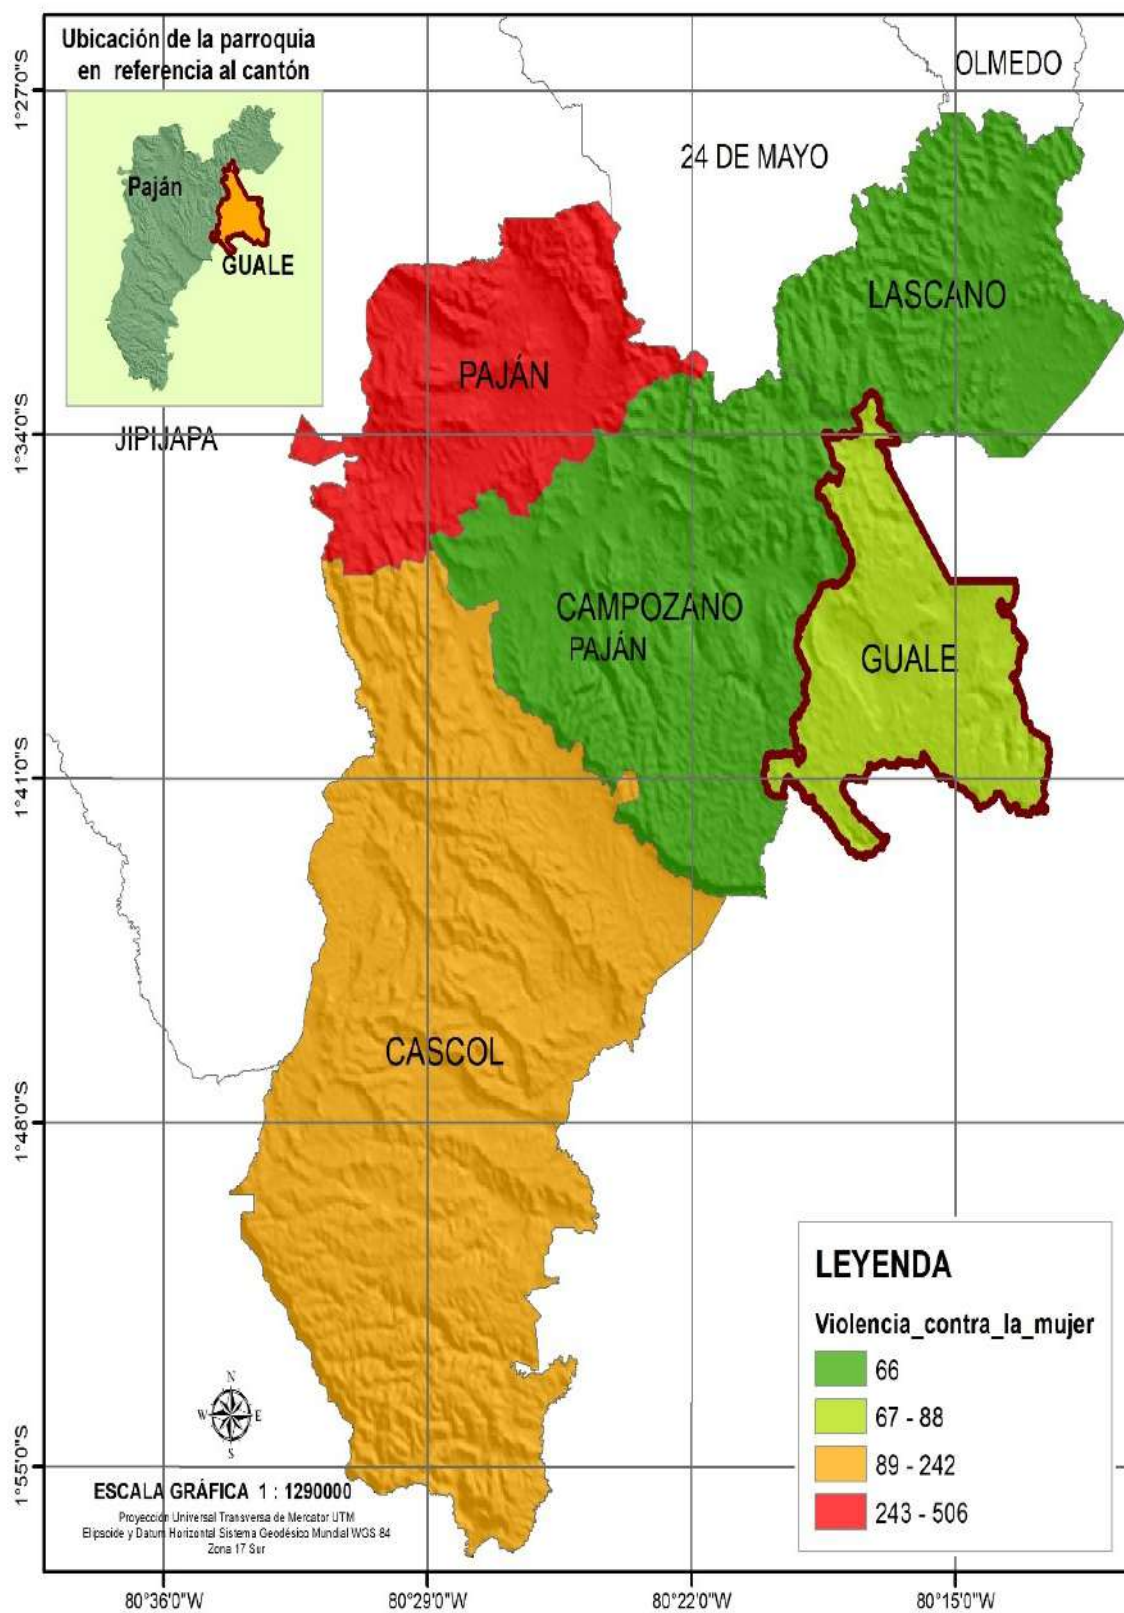 Ubicación de la parroquia
en referencia al cantón
Paján
GUALE
OLMEDO
24 DE MAYO
LASCANO
PAJÁN
JIPIJAPA
CAMPOZANO
PAJÁN
GUALE
CASCOL
1°27'0"S
1°34'0"S
1°41'0"S
1°48'0"S
1°55'0"S
LEYENDA
Violencia_contra_la_mujer
66
67 - 88
89 - 242
243 - 506
N
W E
S
ESCALA GRÁFICA 1 : 1290000
Proyección Universal Transversa de Mercator UTM
Elipsoide y Datum Horizontal Sistema Geodésico Mundial WGS 84
Zona 17 Sur
80°36'0"W 80°29'0"W 80°22'0"W 80°15'0"W